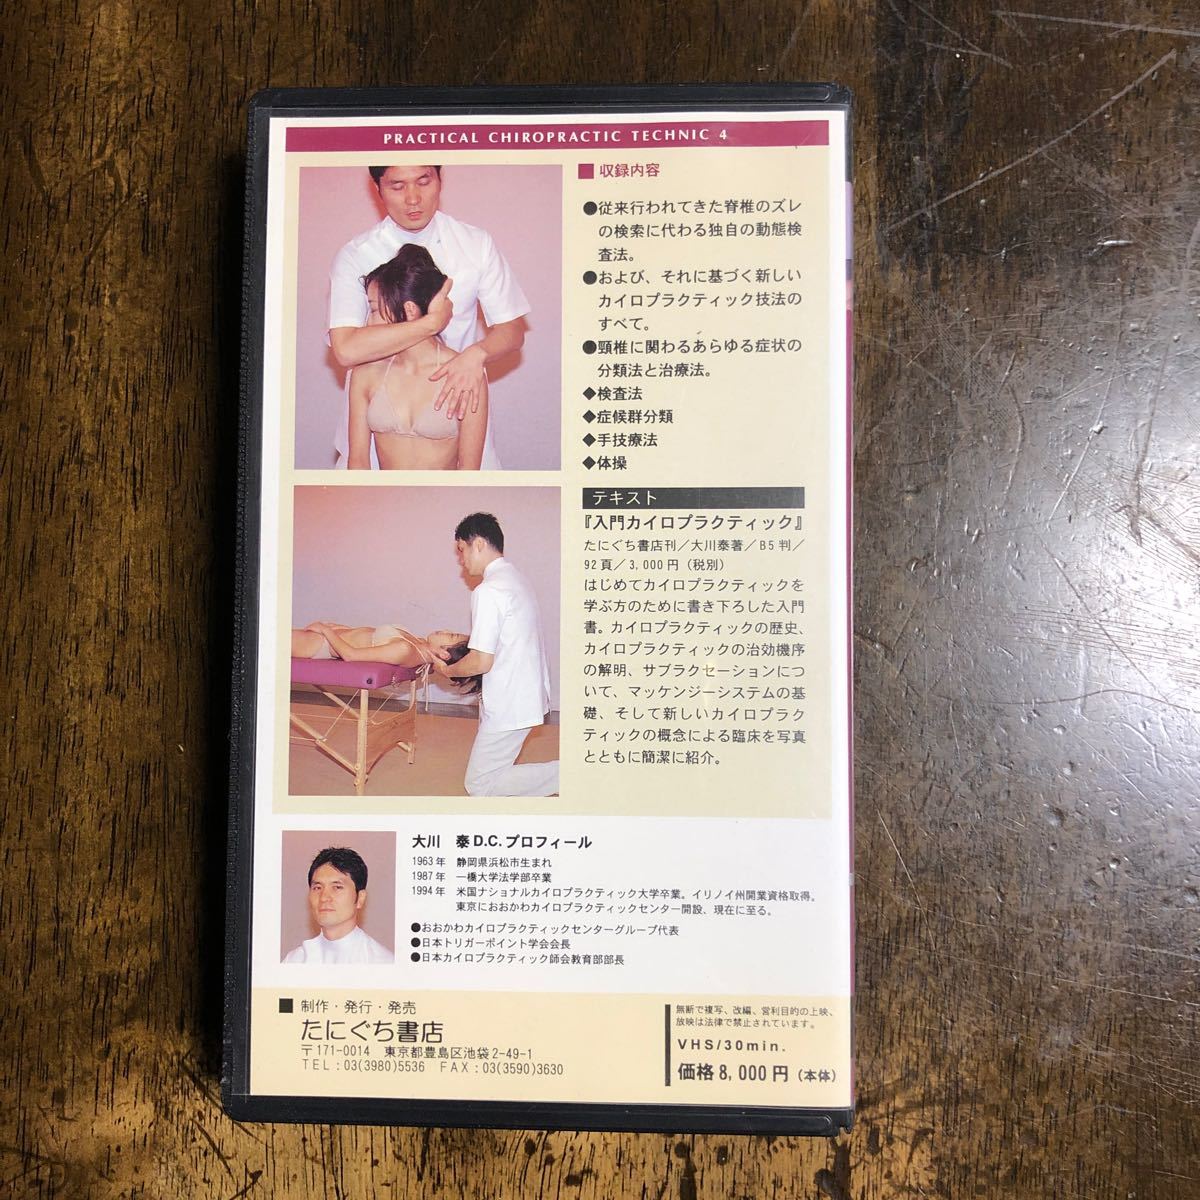 PRACTICAL CHIROPRACTIC TECHNIC 4
■収録内容
●従来行われてきた脊椎のズレ
の検索に代わる独自の動態検
査法。
●および、それに基づく新しい
カイロプラクティック技法の
すべて。
●頸椎に関わるあらゆる症状の
分類法と治療法。
◆検査法
◆症候群分類
◆手技療法
◆体操
テキスト
『入門カイロプラクティック』
たにぐち書店刊／大川泰著／B5判／
92頁／3,000円（税別）
はじめてカイロプラクティックを
学ぶ方のために書き下ろした入門
書。カイロプラクティックの歴史、
カイロプラクティックの治効機序
の解明、サブラクセーションにつ
いて、マッケンジーシステムの基
礎、そして新しいカイロプラク
ティックの概念による臨床を写真
とともに簡潔に紹介。
大川　泰D.C.プロフィール
1963年　静岡県浜松市生まれ
1987年　一橋大学法学部卒業
1994年　米国ナショナルカイロプラクティック大学卒業。イリノイ州開業資格取得。
東京におおかわカイロプラクティックセンター開設、現在に至る。
●おおかわカイロプラクティックセンターグループ代表
●日本トリガーポイント学会会長
●日本カイロプラクティック師会教育部部長
■ 制作・発行・発売
たにぐち書店
〒171-0014　東京都豊島区池袋2-49-1
TEL：03(3980)5536　FAX：03(3590)3630
無断で複写、改編、営利目的の上映、
放映は法律で禁止されています。
VHS/30min.
価格8,000円（本体）